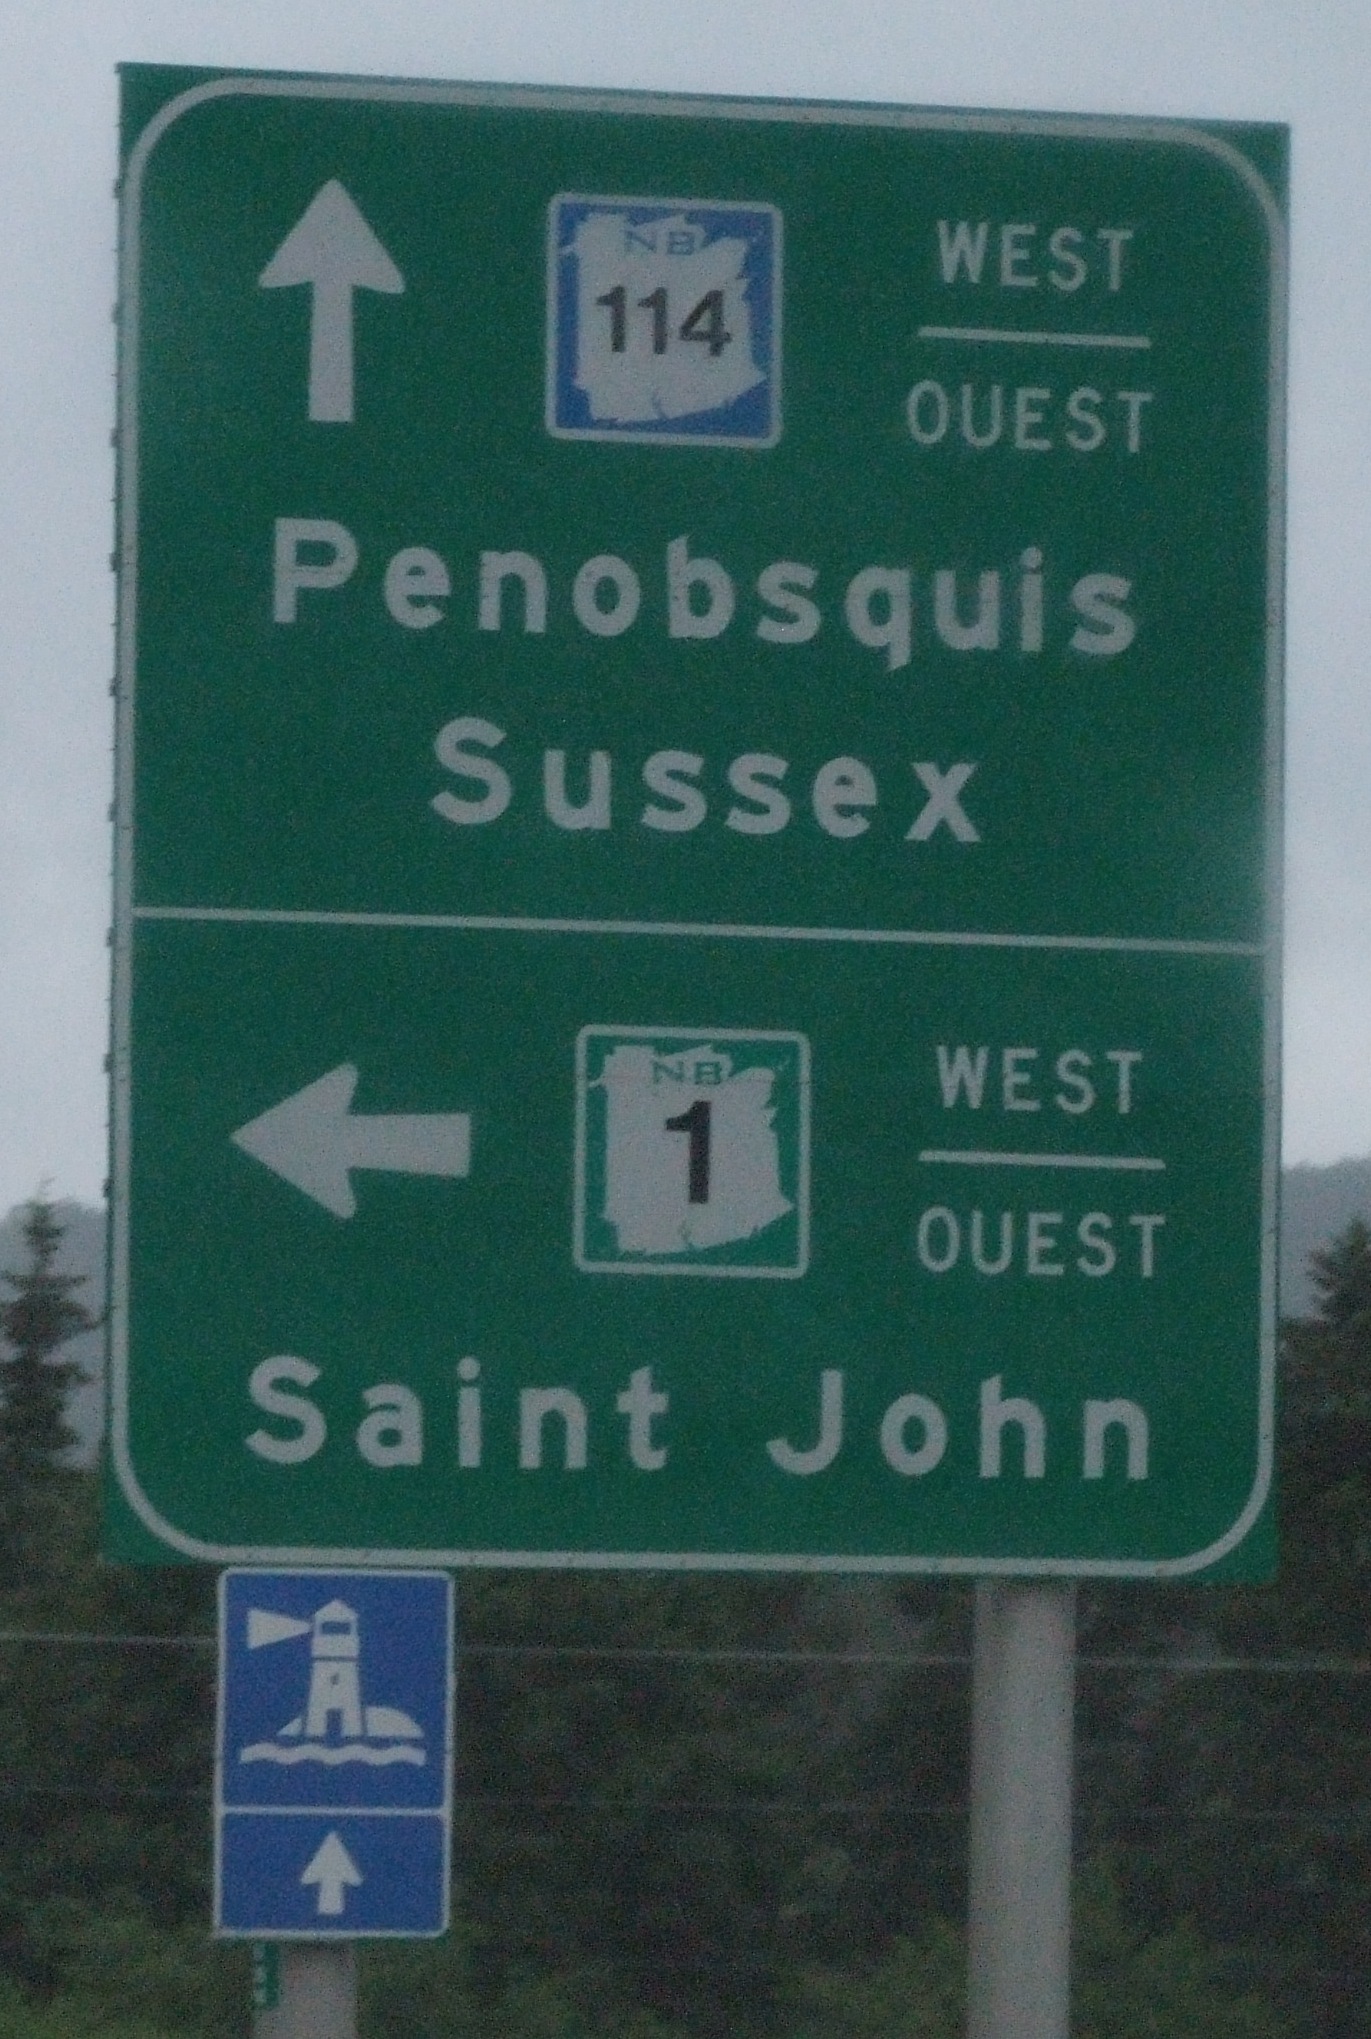 NB
114
WEST
OUEST
Penobsquis
Sussex
NB
1
WEST
OUEST
Saint John